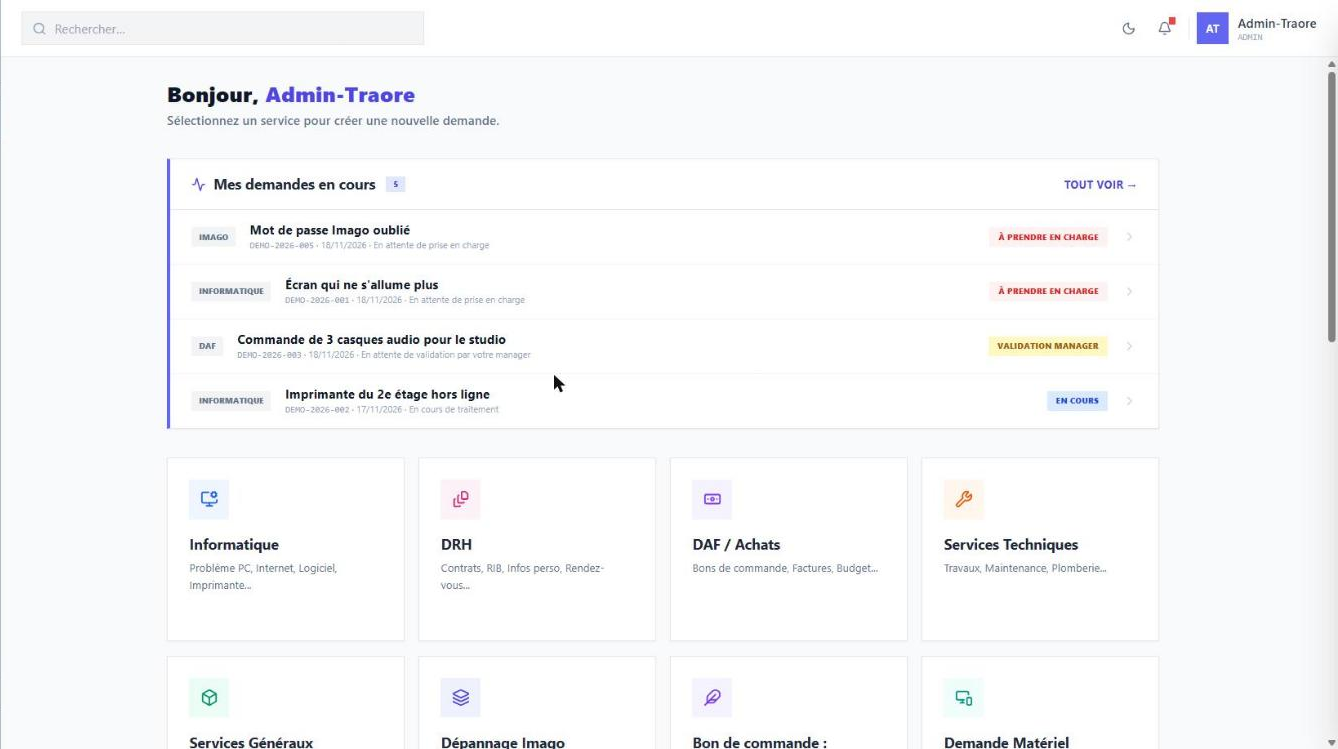 Rechercher...
AT
Admin-Traore
ADMIN
Bonjour, Admin-Traore
Sélectionnez un service pour créer une nouvelle demande.
Mes demandes en cours 5
TOUT VOIR →
IMAGO
Mot de passe Imago oublié
DEMO-2026-005 · 18/11/2026 · En attente de prise en charge
À PRENDRE EN CHARGE
INFORMATIQUE
Écran qui ne s'allume plus
DEMO-2026-001 · 18/11/2026 · En attente de prise en charge
À PRENDRE EN CHARGE
DAF
Commande de 3 casques audio pour le studio
DEMO-2026-003 · 18/11/2026 · En attente de validation par votre manager
VALIDATION MANAGER
INFORMATIQUE
Imprimante du 2e étage hors ligne
DEMO-2026-002 · 17/11/2026 · En cours de traitement
EN COURS
Informatique
Problème PC, Internet, Logiciel,
Imprimante...
DRH
Contrats, RIB, Infos perso, Rendez-
vous...
DAF / Achats
Bons de commande, Factures, Budget...
Services Techniques
Travaux, Maintenance, Plomberie...
Services Généraux
Dépannage Imago
Bon de commande :
Demande Matériel